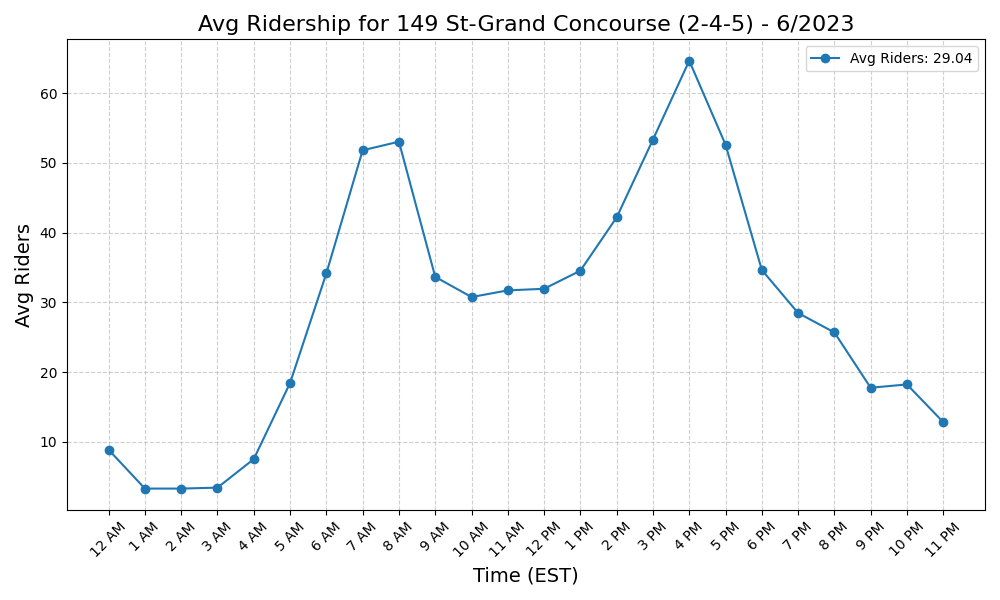 Avg Ridership for 149 St-Grand Concourse (2-4-5) - 6/2023
Avg Riders: 29.04
Avg Riders
60
50
40
30
20
10
12 AM
1 AM
2 AM
3 AM
4 AM
5 AM
6 AM
7 AM
8 AM
9 AM
10 AM
11 AM
12 PM
1 PM
2 PM
3 PM
4 PM
5 PM
6 PM
7 PM
8 PM
9 PM
10 PM
11 PM
Time (EST)